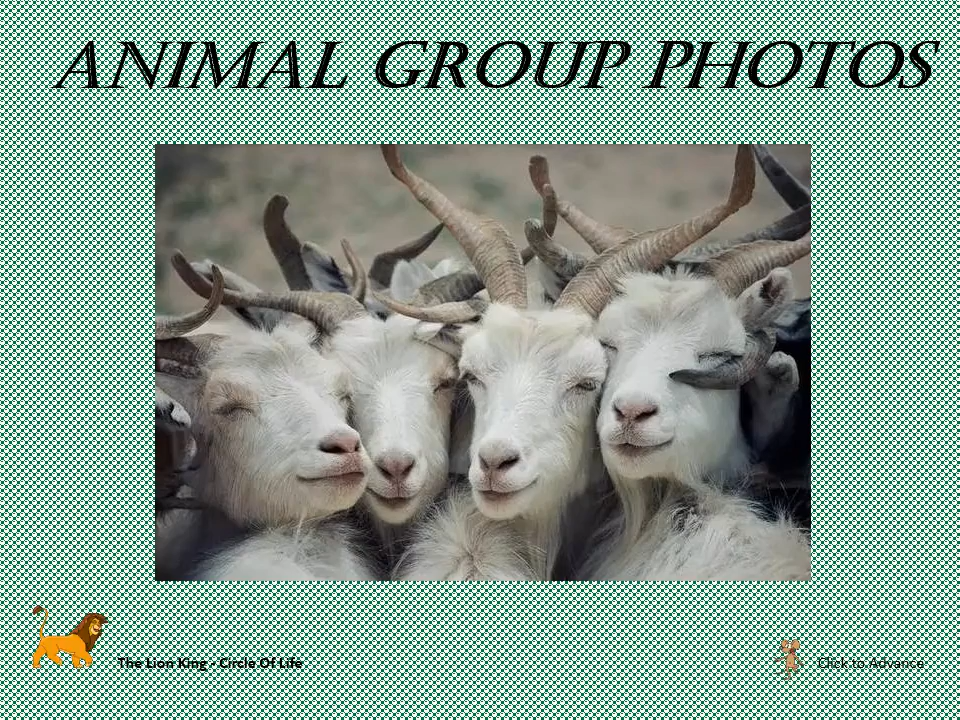 ANIMAL GROUP PHOTOS
The Lion King - Circle Of Life
Click to Advance